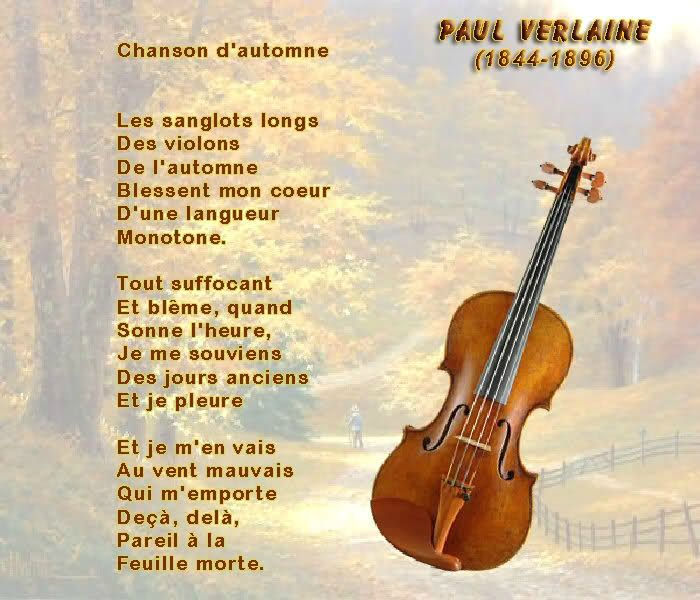 PAUL VERLAINE
(1844-1896)
Chanson d'automne
Les sanglots longs
Des violons
De l'automne
Blessent mon coeur
D'une langueur
Monotone.
Tout suffocant
Et blême, quand
Sonne l'heure,
Je me souviens
Des jours anciens
Et je pleure
Et je m'en vais
Au vent mauvais
Qui m'emporte
Deçà, delà,
Pareil à la
Feuille morte.